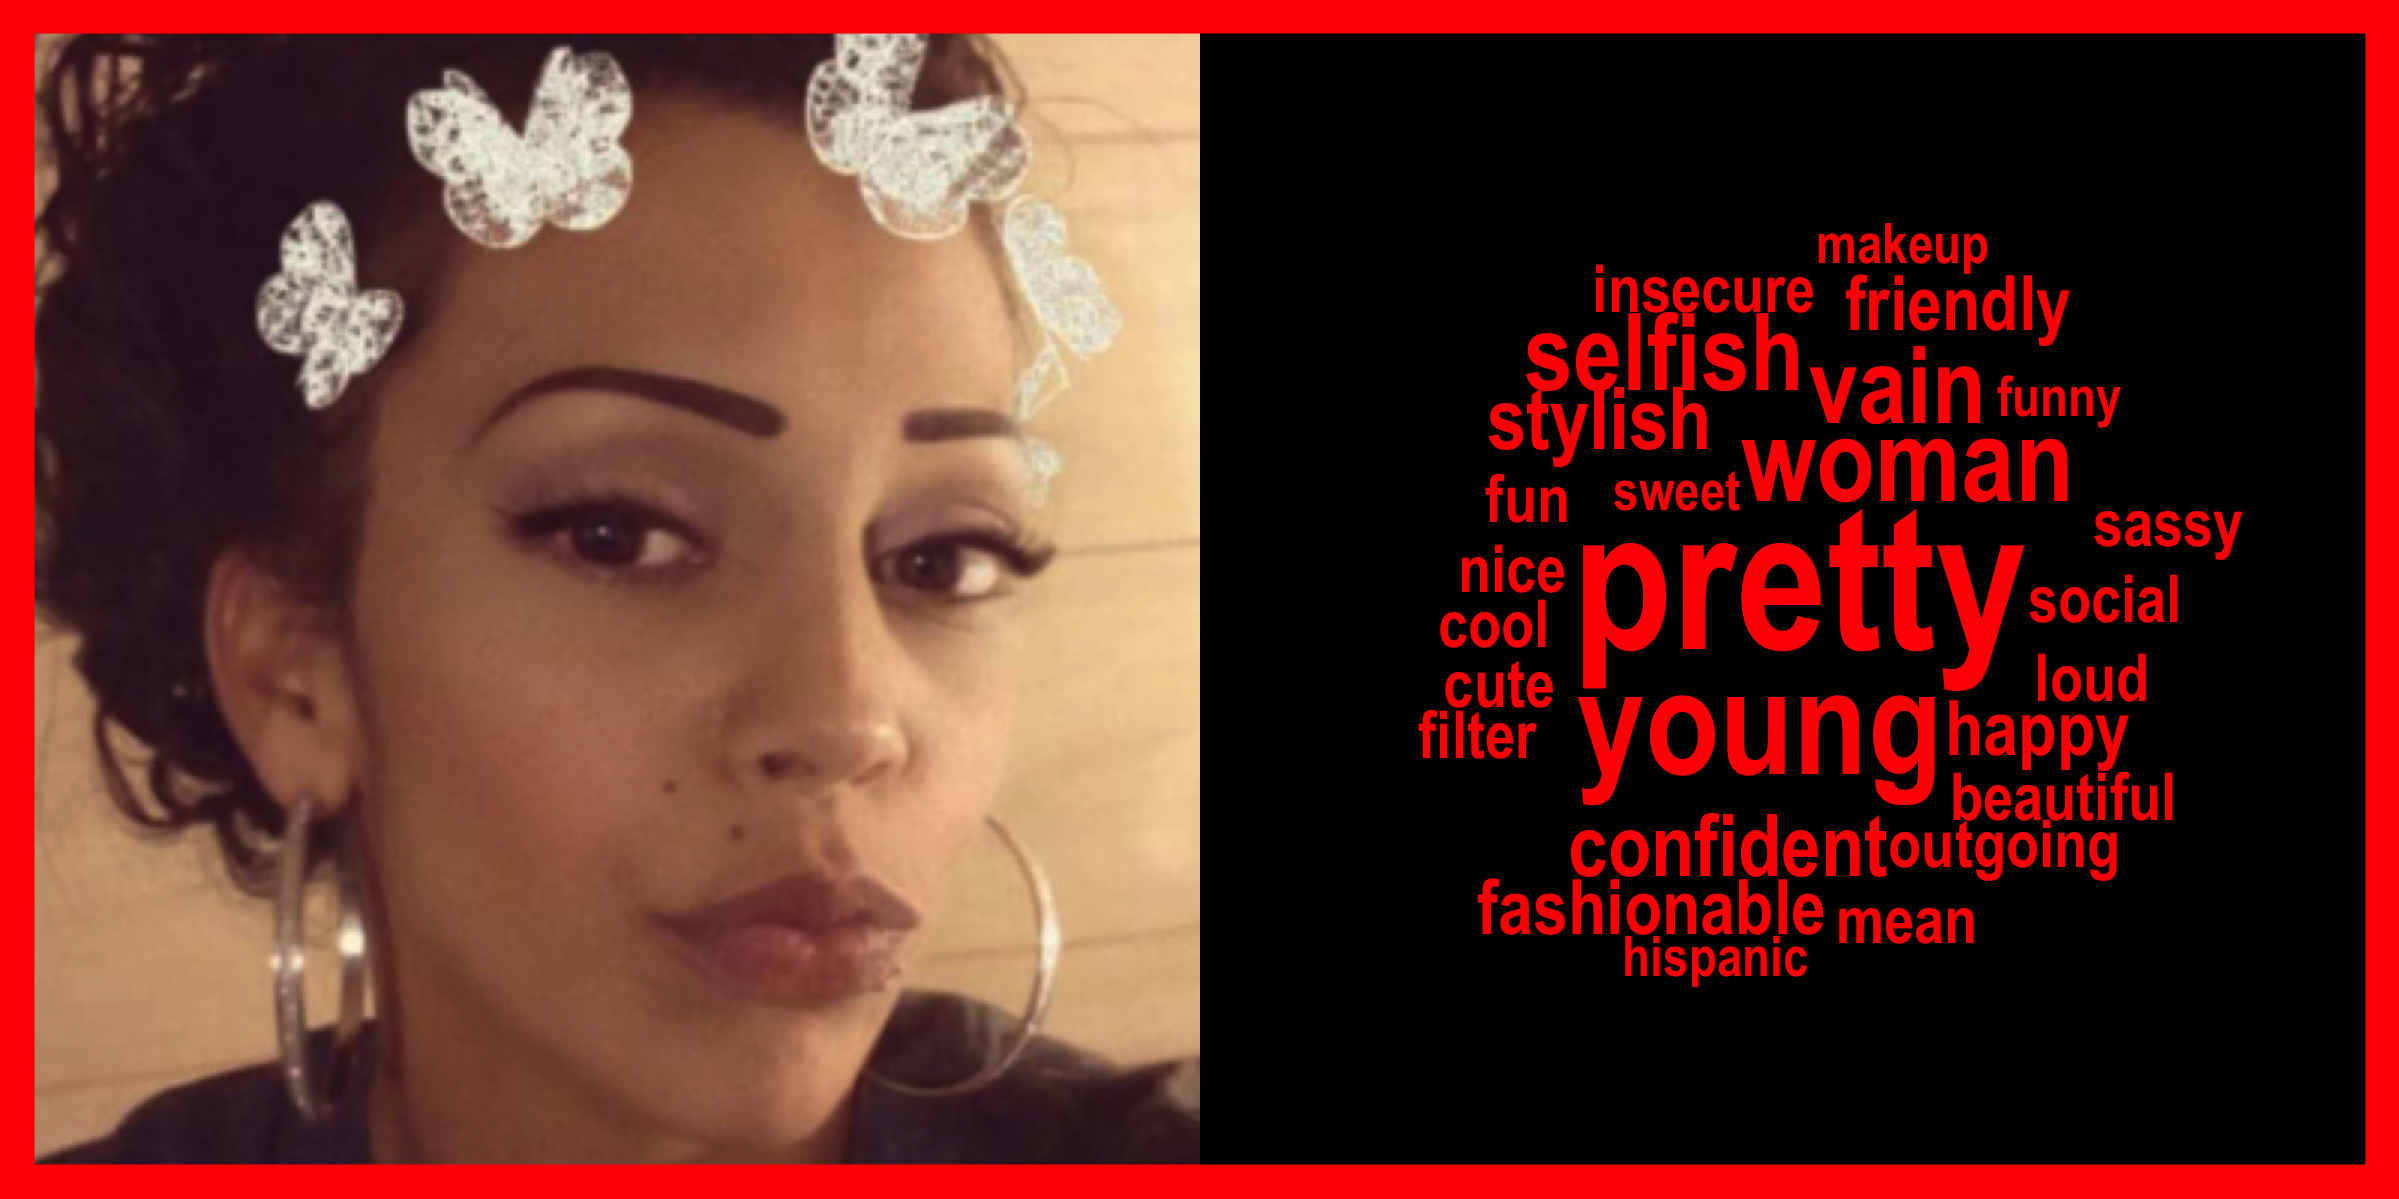 makeup
insecure friendly
selfish vain funny
stylish woman
fun sweet sassy
nice pretty social
cool
cute loud
filter young happy
beautiful
confident outgoing
fashionable mean
hispanic